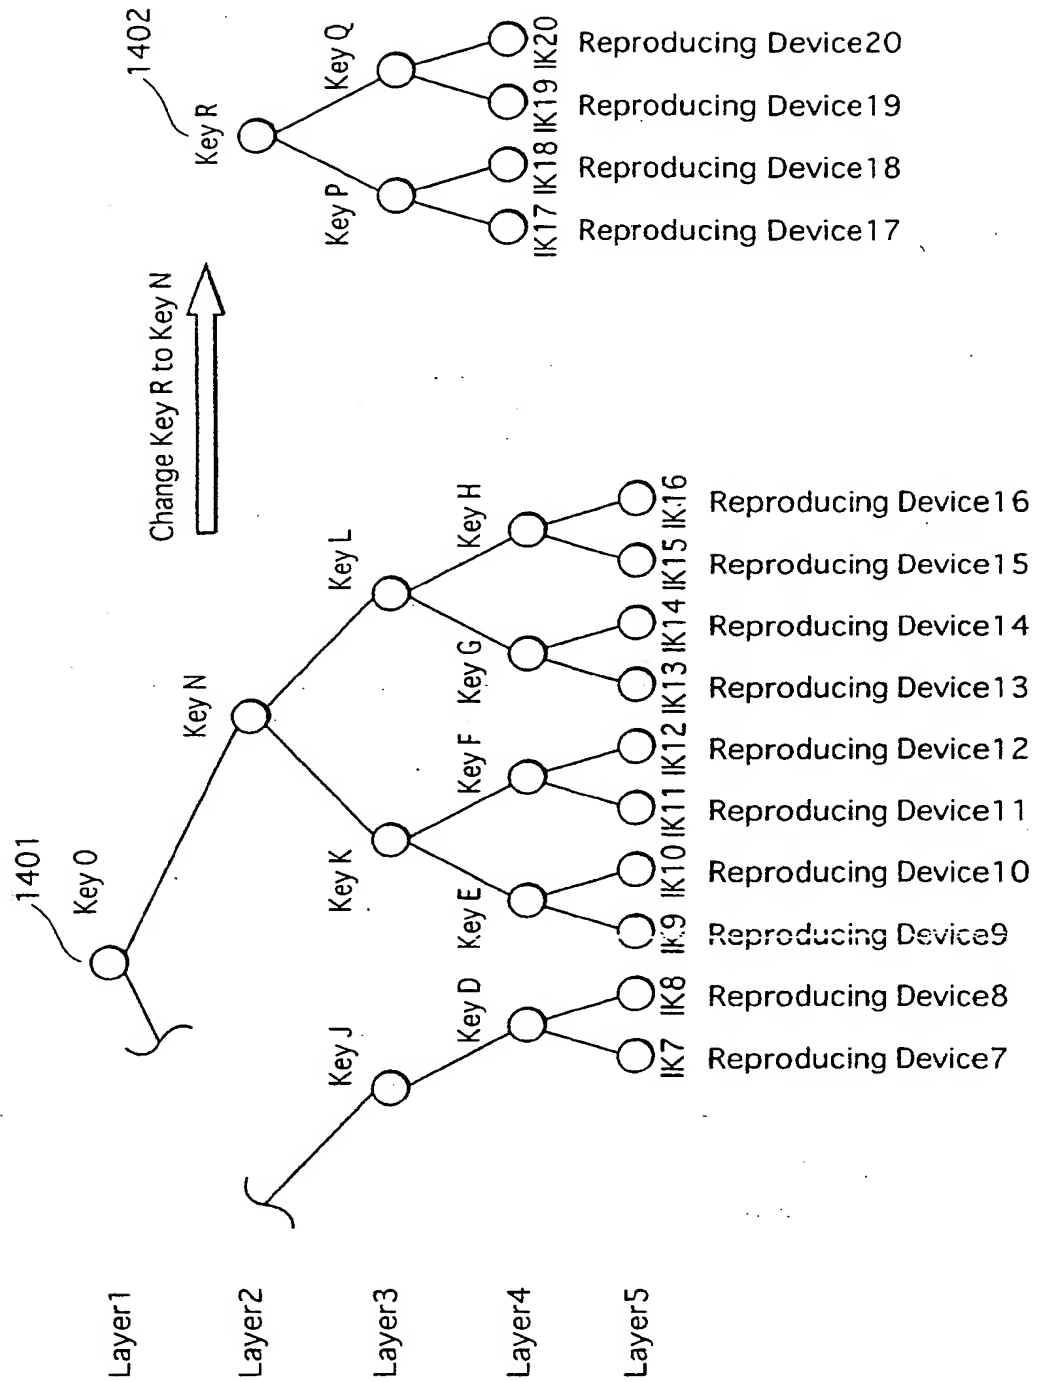 1401
1402
Key O
Change Key R to Key N
Key N
Key R
Key J
Key K
Key L
Key P
Key Q
Key D
Key E
Key F
Key G
Key H
IK17
IK18
IK19
IK20
IK7
IK8
IK9
IK10
IK11
IK12
IK13
IK14
IK15
IK16
Layer1
Layer2
Layer3
Layer4
Layer5
Reproducing Device20
Reproducing Device19
Reproducing Device18
Reproducing Device17
Reproducing Device16
Reproducing Device15
Reproducing Device14
Reproducing Device13
Reproducing Device12
Reproducing Device11
Reproducing Device10
Reproducing Device9
Reproducing Device8
Reproducing Device7